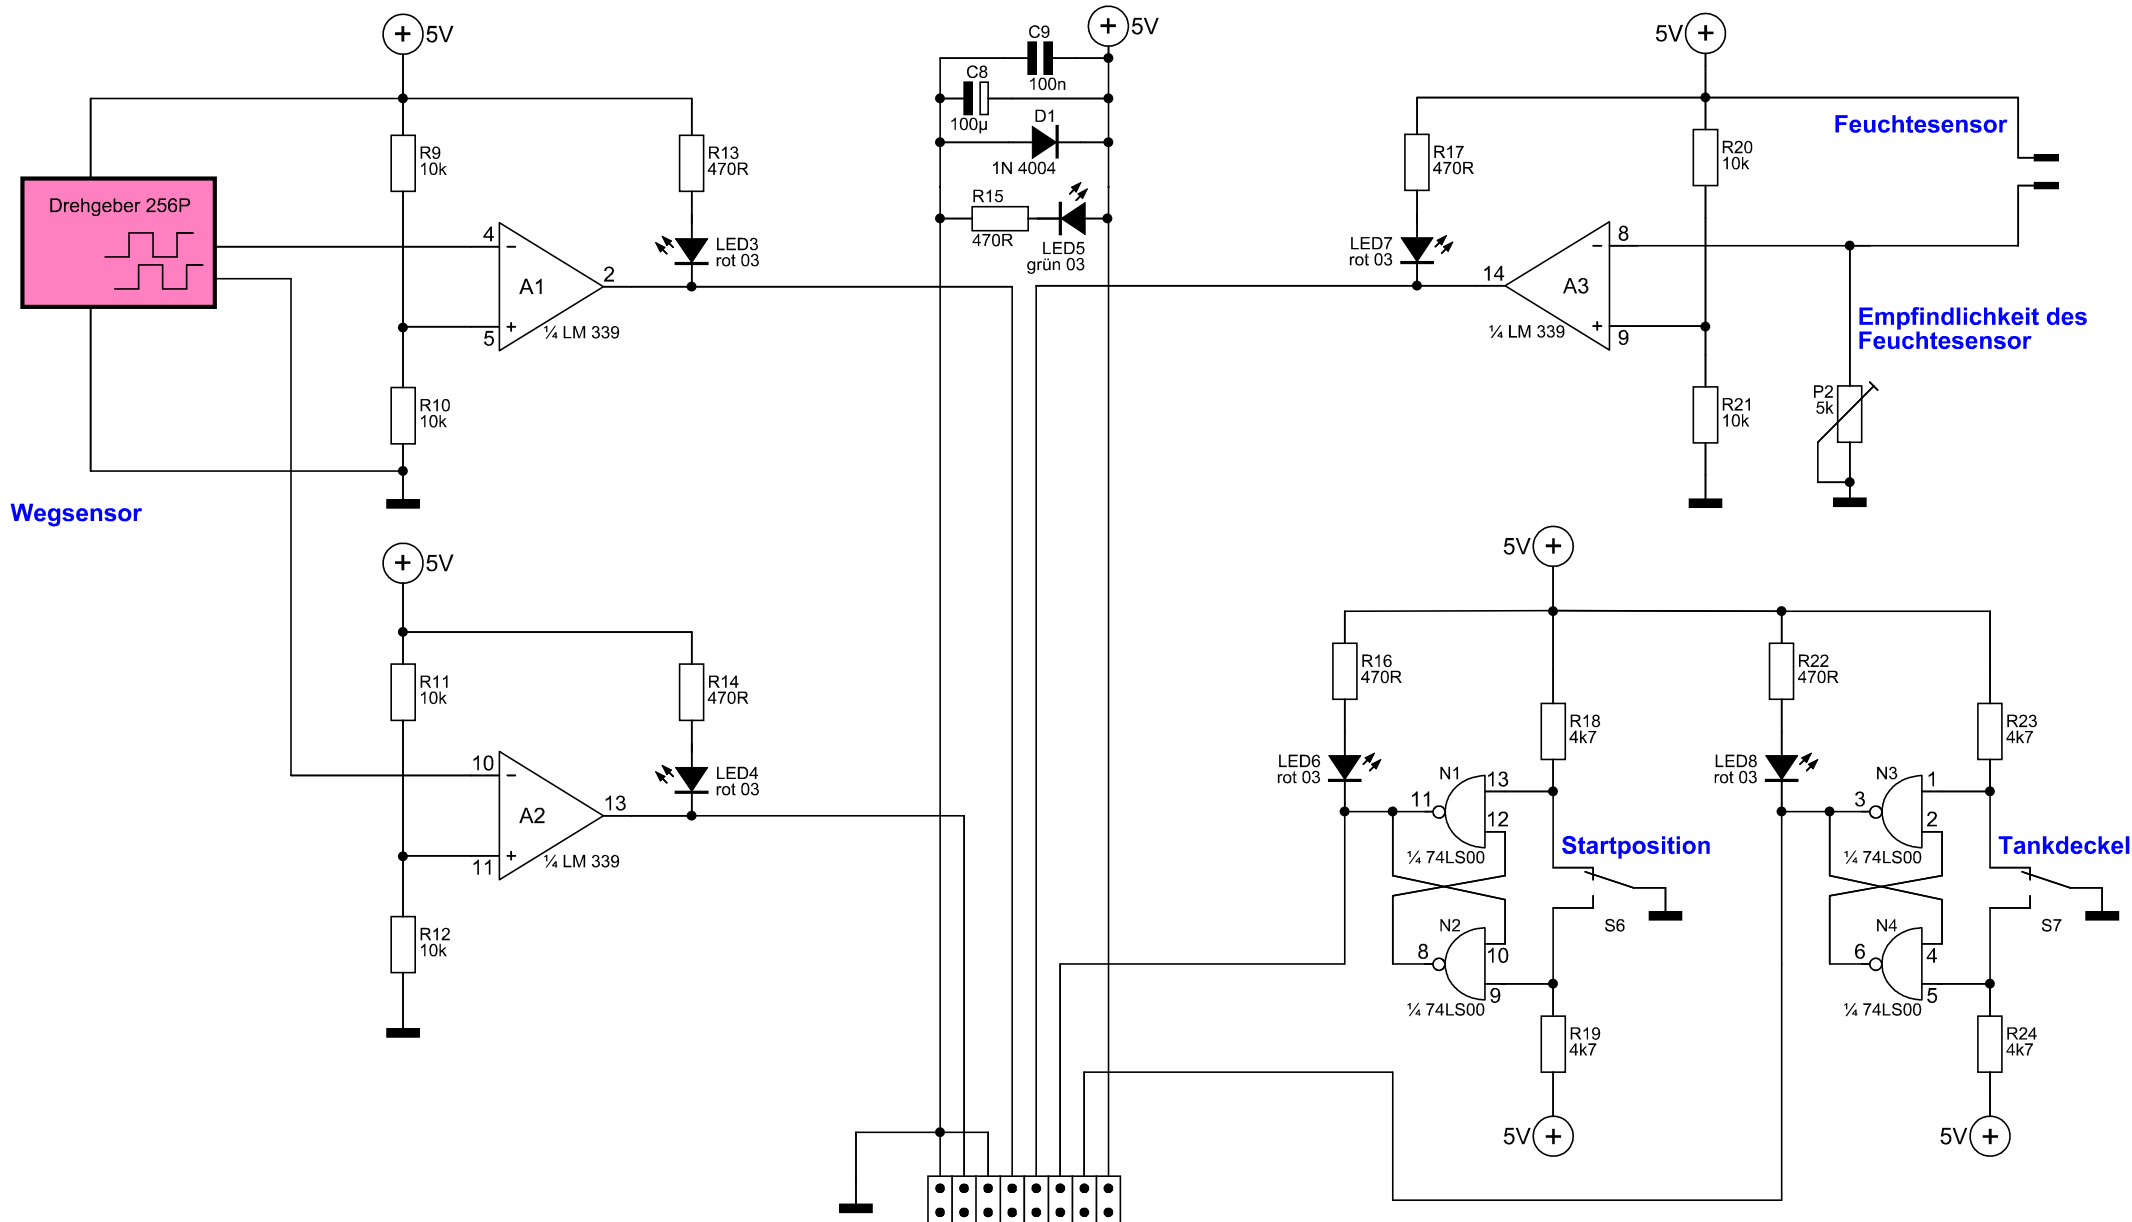 5V
Drehgeber 256P
R9
10k
R13
470R
LED3
rot 03
4
−
A1
2
+
5
¼ LM 339
R10
10k
Wegsensor
5V
R11
10k
R14
470R
LED4
rot 03
10
−
A2
13
+
11
¼ LM 339
R12
10k
5V
C9
100n
C8
100µ
D1
1N 4004
R15
470R
LED5
grün 03
5V
Feuchtesensor
R17
470R
R20
10k
LED7
rot 03
8
−
14
A3
+
9
¼ LM 339
Empfindlichkeit des
Feuchtesensor
R21
10k
P2
5k
5V
R16
470R
R18
4k7
LED6
rot 03
N1
13
11
12
¼ 74LS00
Startposition
S6
N2
8
10
9
¼ 74LS00
R19
4k7
5V
R22
470R
R23
4k7
LED8
rot 03
N3
1
3
2
¼ 74LS00
Tankdeckel
S7
N4
6
4
5
¼ 74LS00
R24
4k7
5V